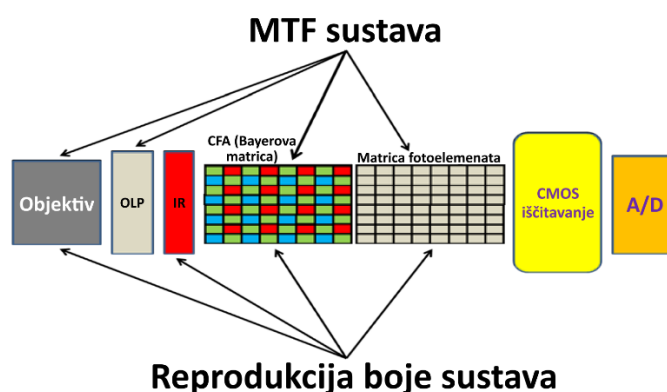 MTF sustava
CFA (Bayerova
matrica)
Matrica fotoelemenata
Objektiv
OLP
IR
CMOS
iščitavanje
A/D
Reprodukcija boje sustava